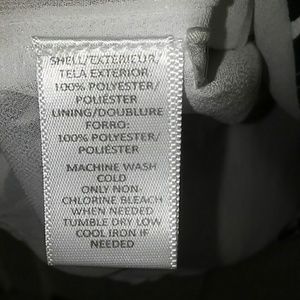 SHELL/EXTÉRIEUR/
TELA EXTERIOR
100% POLYESTER/
POLIÉSTER
LINING/DOUBLURE
FORRO:
100% POLYESTER/
POLIÉSTER
MACHINE WASH
COLD
ONLY NON-
CHLORINE BLEACH
WHEN NEEDED
TUMBLE DRY LOW
COOL IRON IF
NEEDED